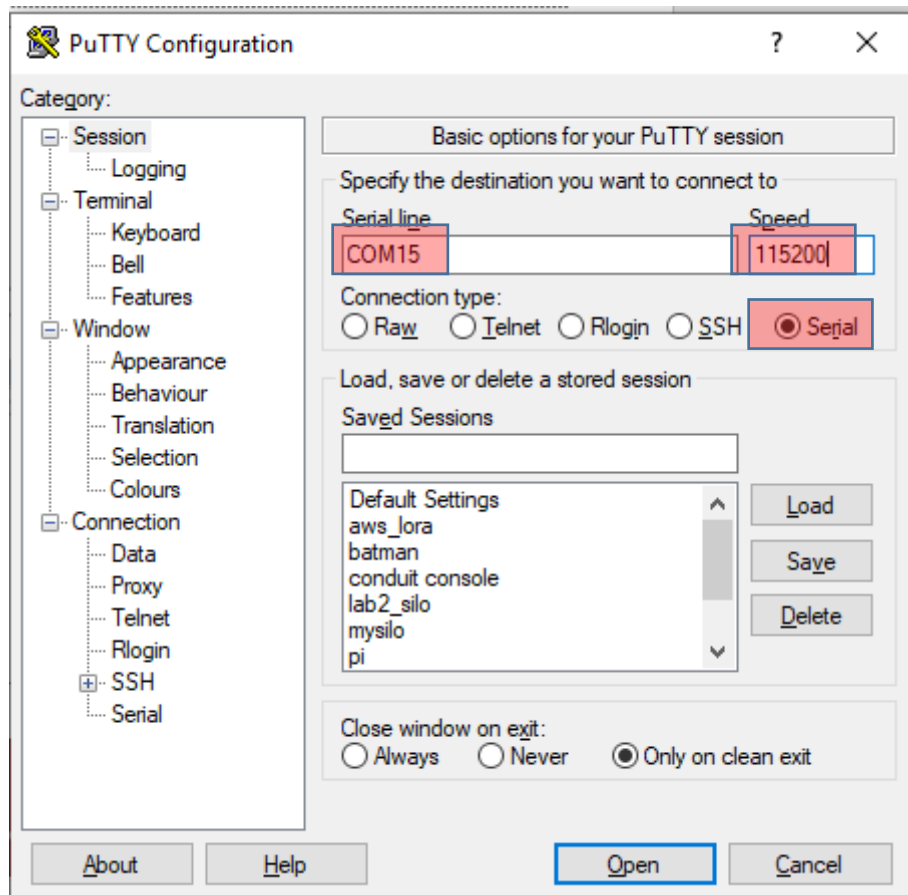 PuTTY Configuration
?
Category:
Session
Logging
Terminal
Keyboard
Bell
Features
Window
Appearance
Behaviour
Translation
Selection
Colours
Connection
Data
Proxy
Telnet
Rlogin
SSH
Serial
Basic options for your PuTTY session
Specify the destination you want to connect to
Serial line Speed
COM15 115200
Connection type:
Raw Telnet Rlogin SSH Serial
Load, save or delete a stored session
Saved Sessions
Default Settings
aws_lora
batman
conduit console
lab2_silo
mysilo
pi
Load
Save
Delete
Close window on exit:
Always Never Only on clean exit
About Help Open Cancel